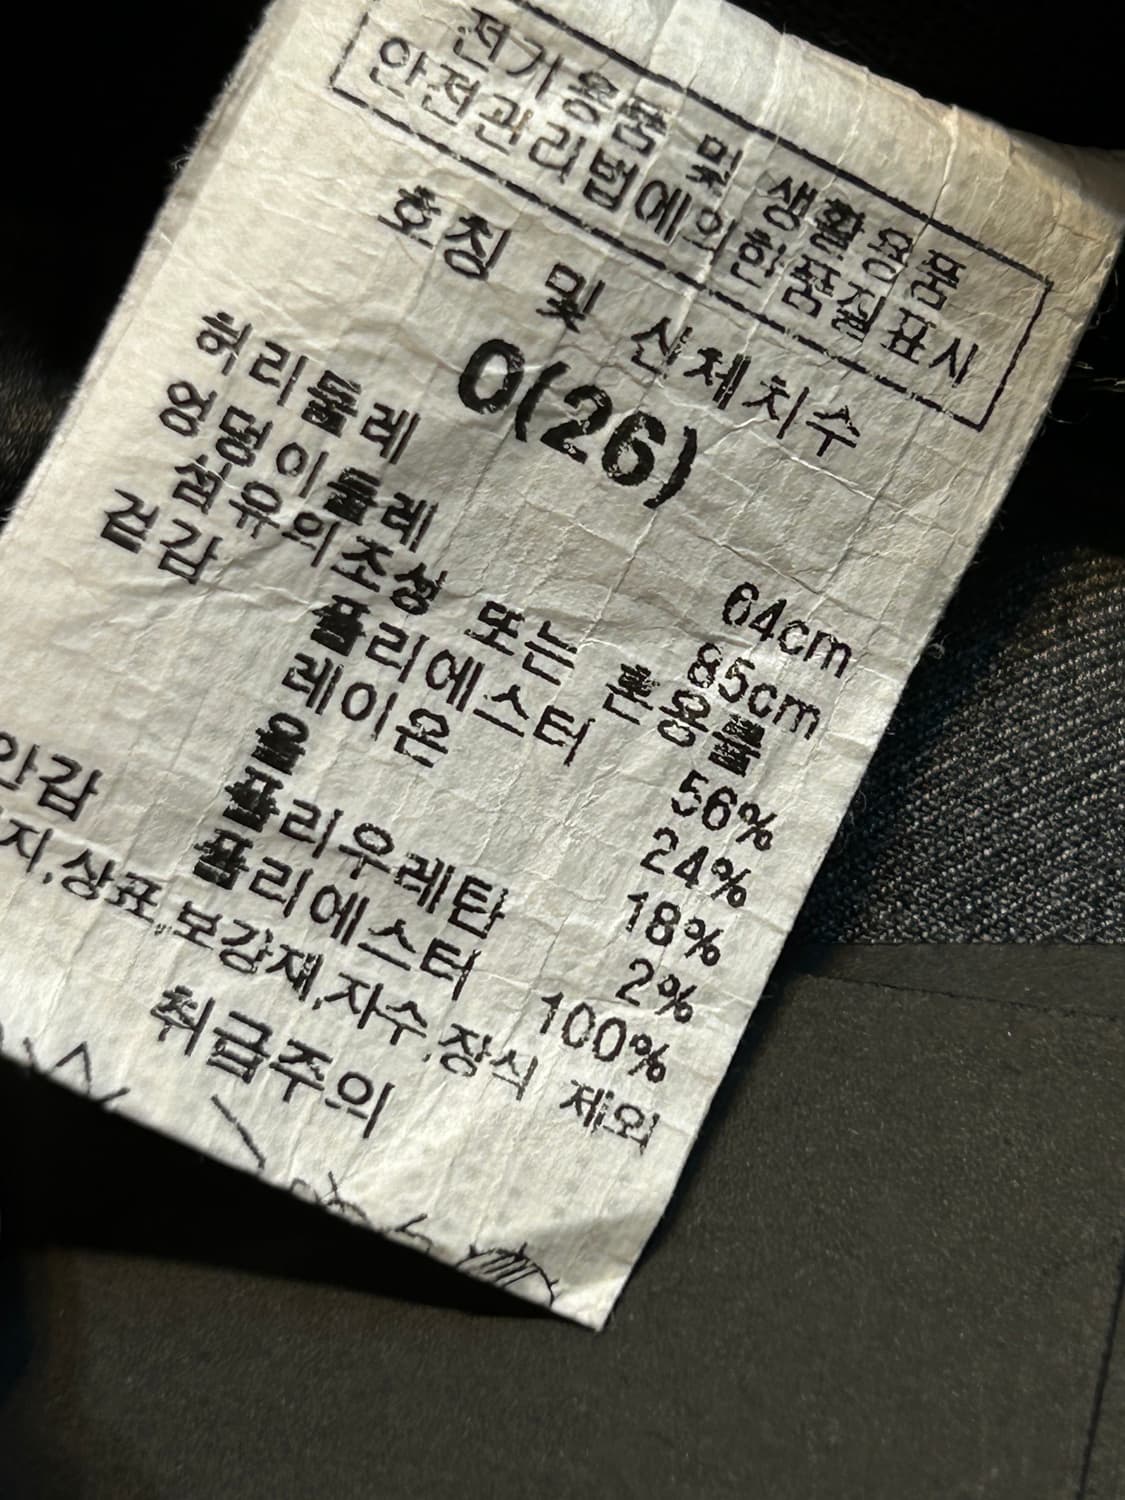 전기용품 및 생활용품
안전관리법에의한품질표시
호칭 및 신체치수
0(26)
허리둘레 64cm
엉덩이둘레 85cm
섬유의조성 또는 혼용률
겉감 폴리에스터 56%
레이온 24%
울 18%
폴리우레탄 2%
안감 폴리에스터 100%
지,상표,보강재,자수,장식 제외
취급주의